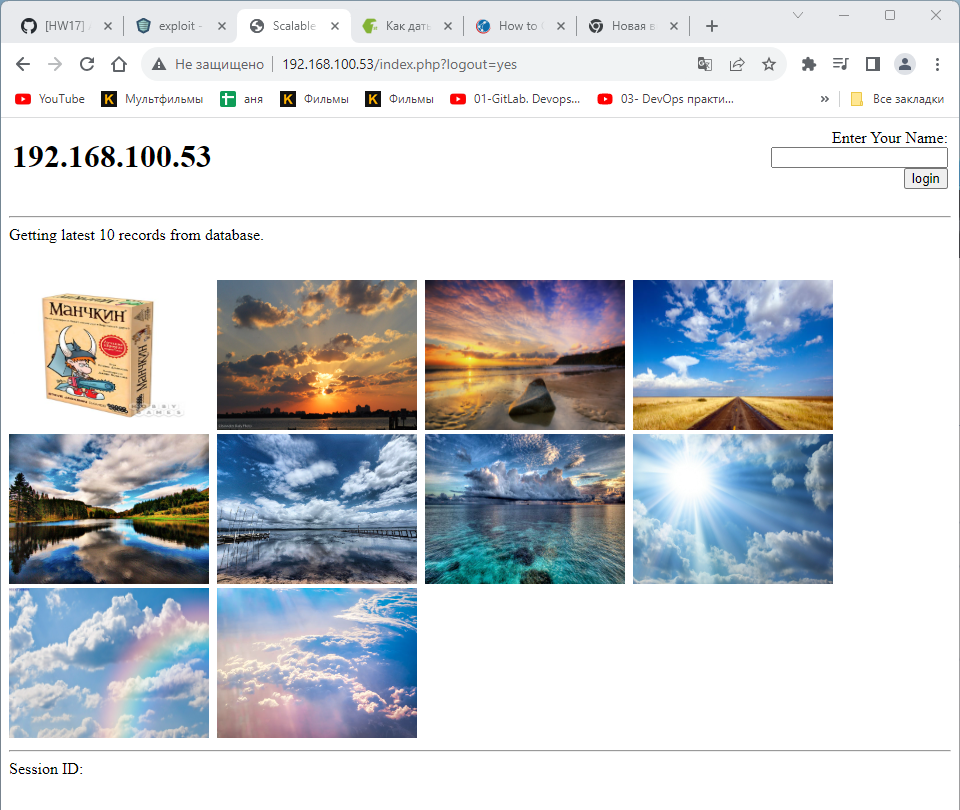 [HW17] /
exploit -
Scalable
Как дать
How to
Новая в
Не защищено
192.168.100.53/index.php?logout=yes
YouTube
Мультфильмы
аня
Фильмы
Фильмы
01-GitLab. Devops...
03- DevOps практи...
»
Все закладки
192.168.100.53
Enter Your Name:
login
Getting latest 10 records from database.
МАНЧКИН
МАНЧКИН
Session ID: